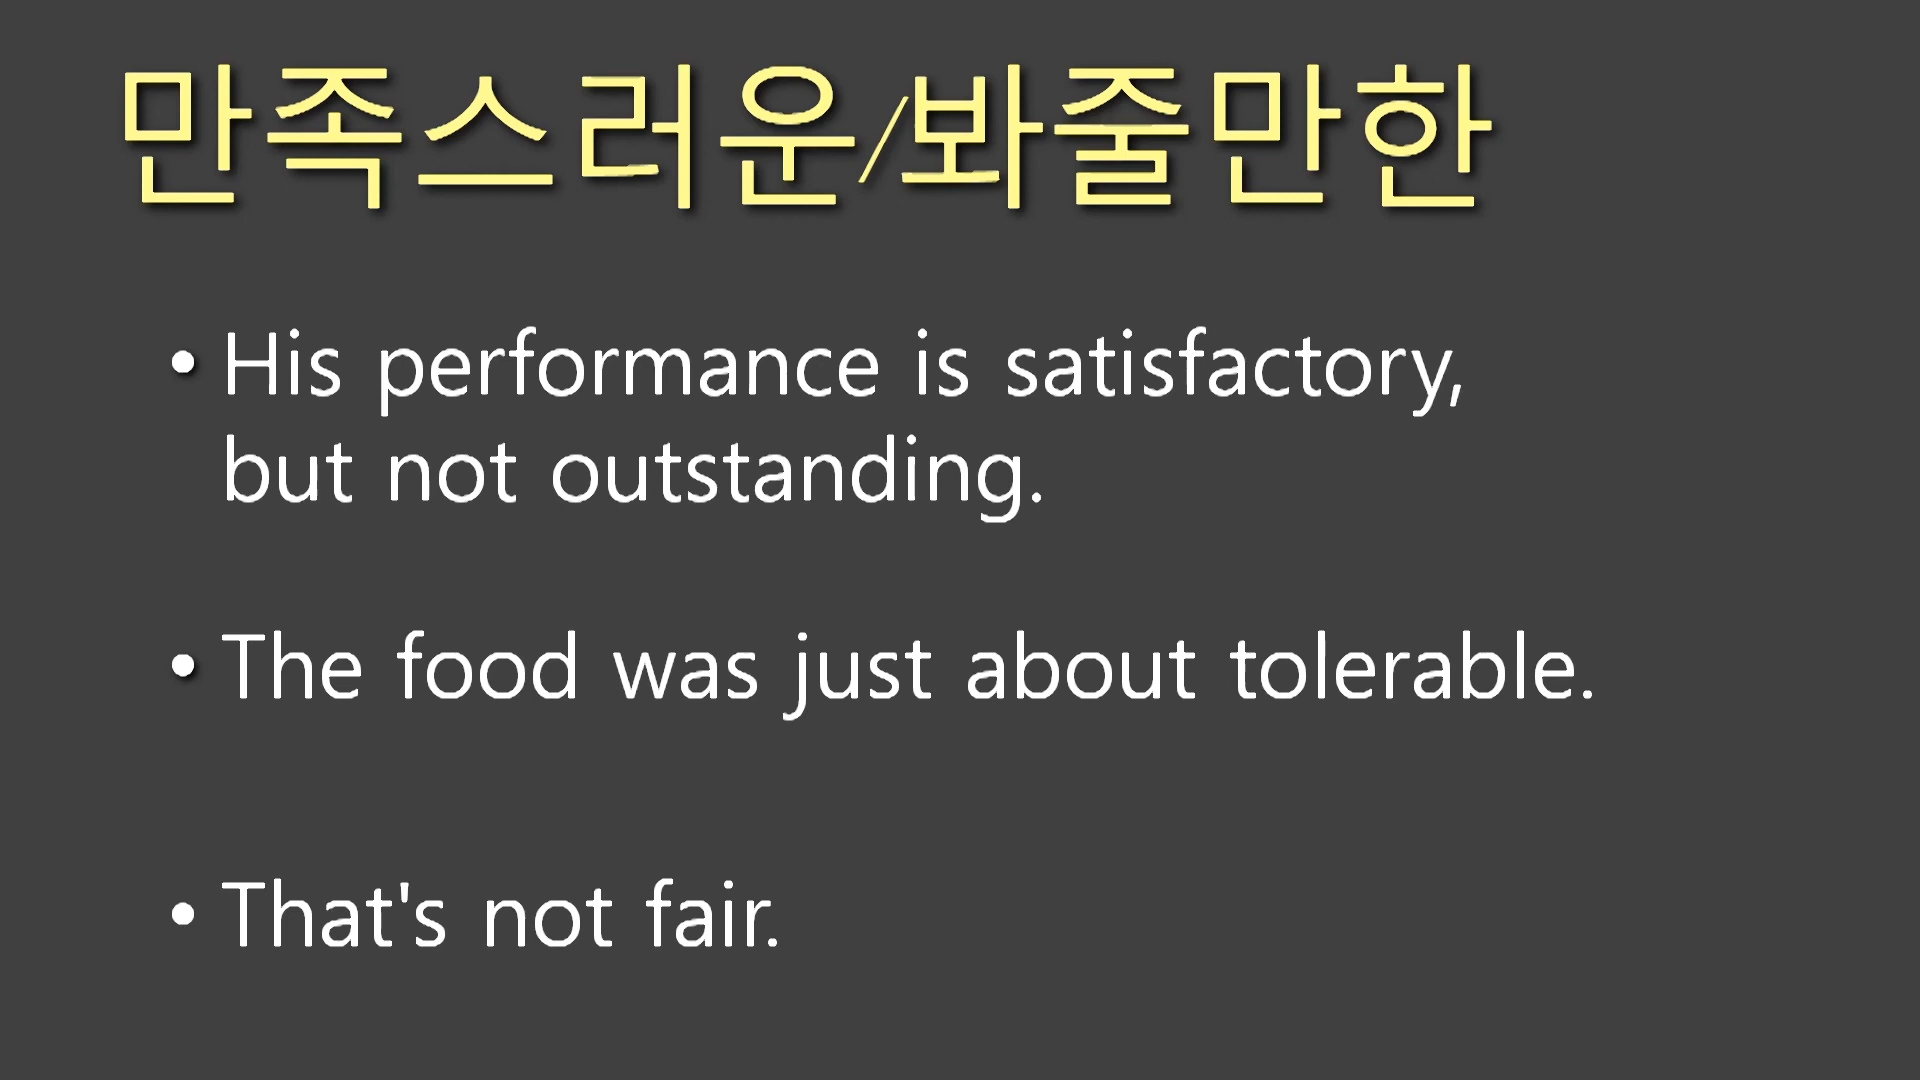 만족스러운/봐줄만한
• His performance is satisfactory,
but not outstanding.
• The food was just about tolerable.
• That's not fair.